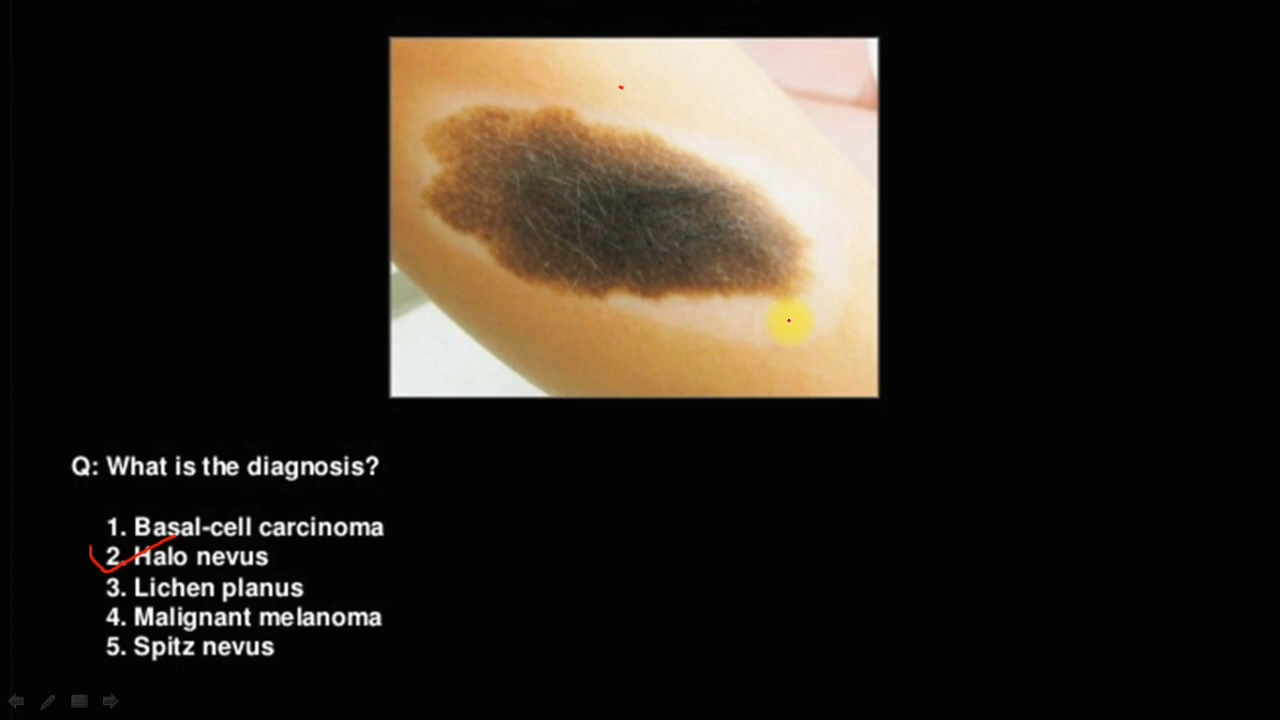 Q: What is the diagnosis?
1. Basal-cell carcinoma
2. Halo nevus
3. Lichen planus
4. Malignant melanoma
5. Spitz nevus